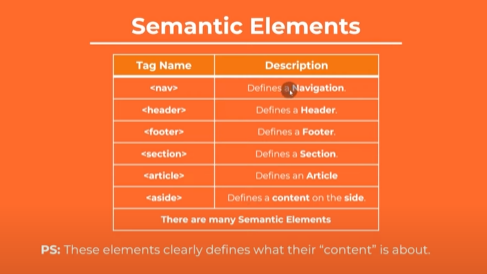 Semantic Elements
Tag Name Description
<nav> Defines a Navigation.
<header> Defines a Header.
<footer> Defines a Footer.
<section> Defines a Section.
<article> Defines an Article
<aside> Defines a content on the side.
There are many Semantic Elements
PS: These elements clearly defines what their “content” is about.